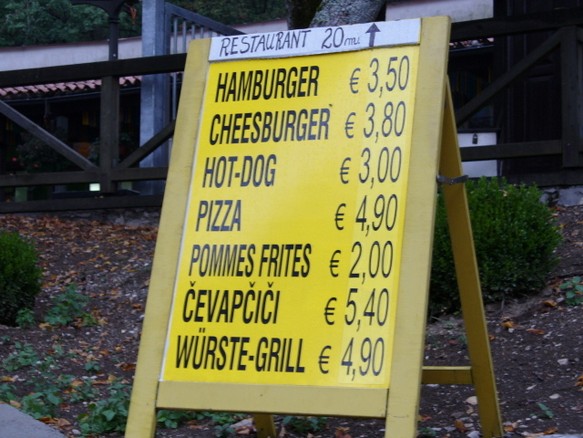 RESTAURANT 20m ↑
HAMBURGER € 3,50
CHEESBURGER € 3,80
HOT-DOG € 3,00
PIZZA € 4,90
POMMES FRITES € 2,00
ČEVAPČIČI € 5,40
WÜRSTE-GRILL € 4,90